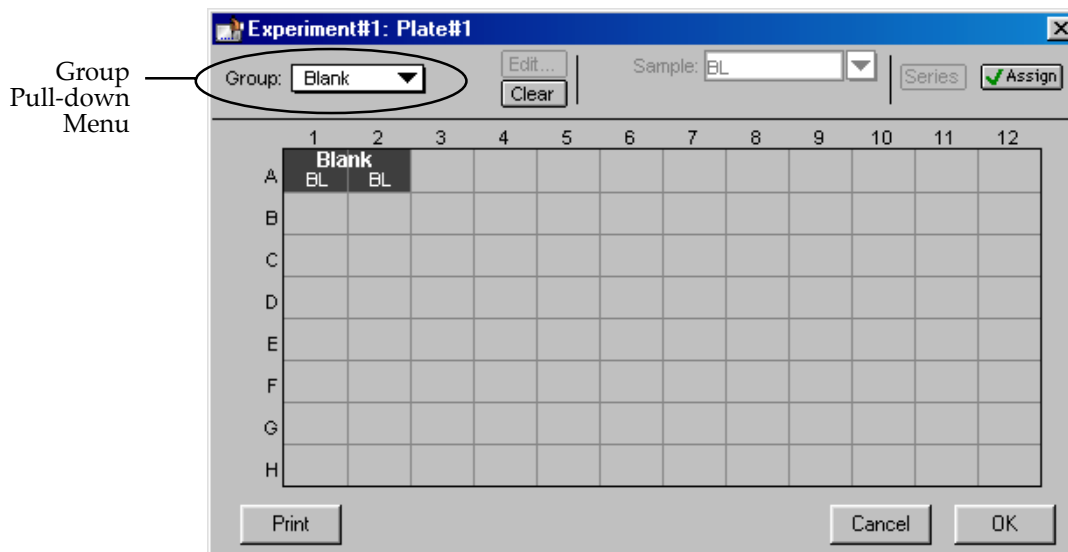 Experiment#1: Plate#1
Group
Pull-down
Menu
Group: Blank
Edit...
Clear
Sample: BL
Series
Assign
1 2 3 4 5 6 7 8 9 10 11 12
Blank
A BL BL
B
C
D
E
F
G
H
Print Cancel OK